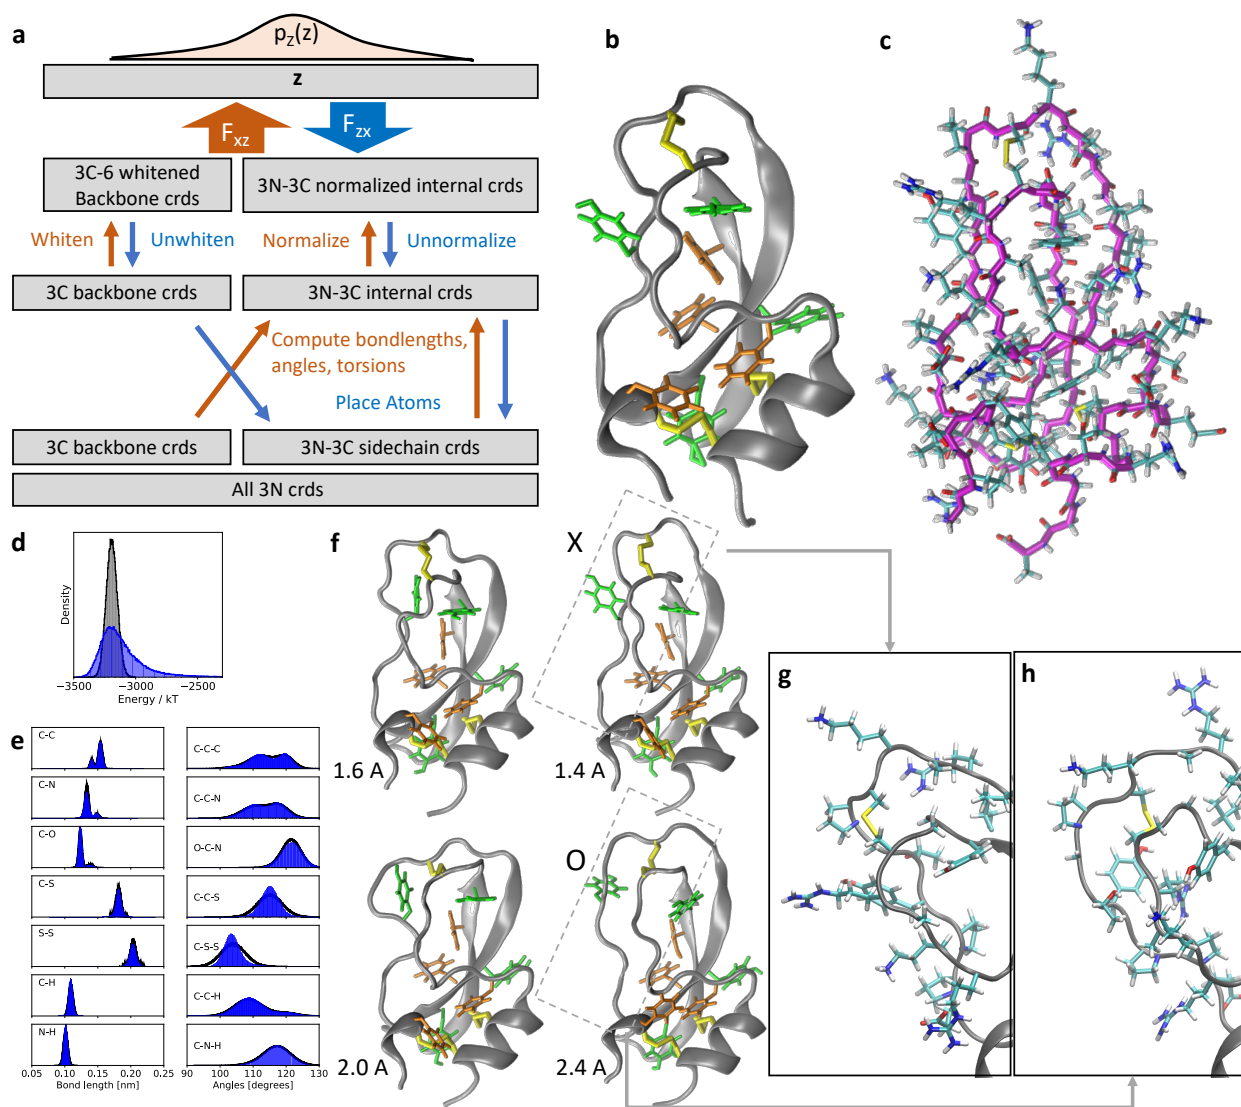 a
p_Z(z)
z
F_xz
F_zx
3C-6 whitened
Backbone crds
3N-3C normalized internal crds
Whiten
Unwhiten
Normalize
Unnormalize
3C backbone crds
3N-3C internal crds
Compute bondlengths,
angles, torsions
Place Atoms
3C backbone crds
3N-3C sidechain crds
All 3N crds
b
c
d
Density
−3500
−3000
−2500
Energy / kT
e
C-C
C-N
C-O
C-S
S-S
C-H
N-H
0.05
0.10
0.15
0.20
0.25
Bond length [nm]
C-C-C
C-C-N
O-C-N
C-C-S
C-S-S
C-C-H
C-N-H
90
100
110
120
130
Angles [degrees]
f
X
1.6 A
1.4 A
O
2.0 A
2.4 A
g
h